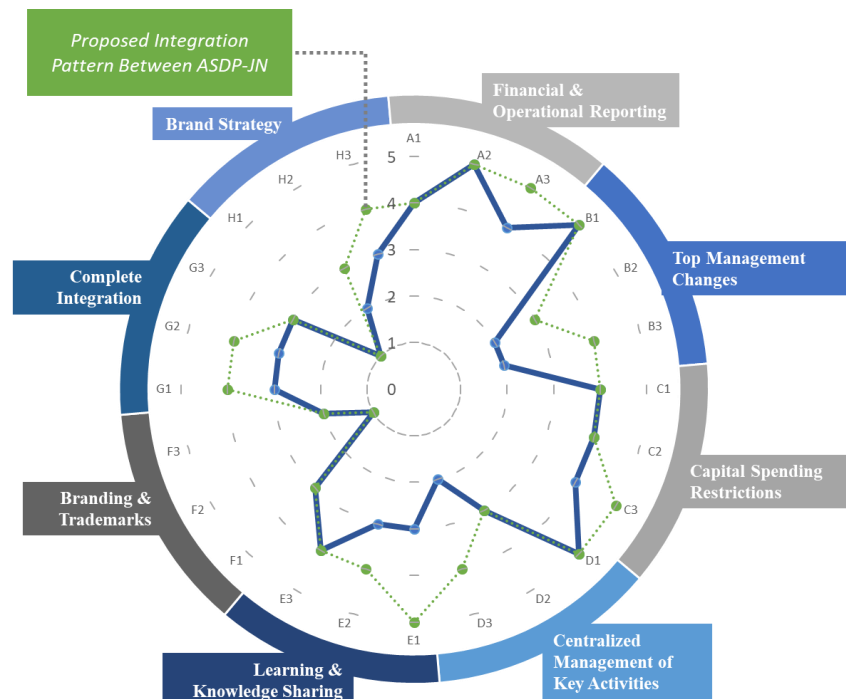 Proposed Integration
Pattern Between ASDP-JN
Financial &
Operational Reporting
Brand Strategy
Top Management
Changes
Complete
Integration
Capital Spending
Restrictions
Branding &
Trademarks
Centralized
Management of
Key Activities
Learning &
Knowledge Sharing
A1
A2
A3
B1
B2
B3
C1
C2
C3
D1
D2
D3
E1
E2
E3
F1
F2
F3
G1
G2
G3
H1
H2
H3
5
4
3
2
1
0